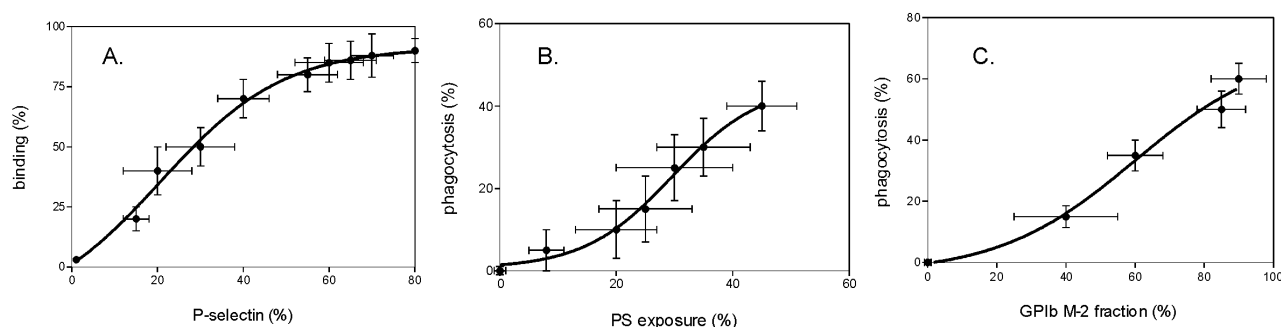 A.
100
75
50
25
0
binding (%)
0 20 40 60 80
P-selectin (%)
B.
60
40
20
0
phagocytosis (%)
0 20 40 60
PS exposure (%)
C.
80
60
40
20
0
phagocytosis (%)
0 20 40 60 80 100
GPIb M-2 fraction (%)